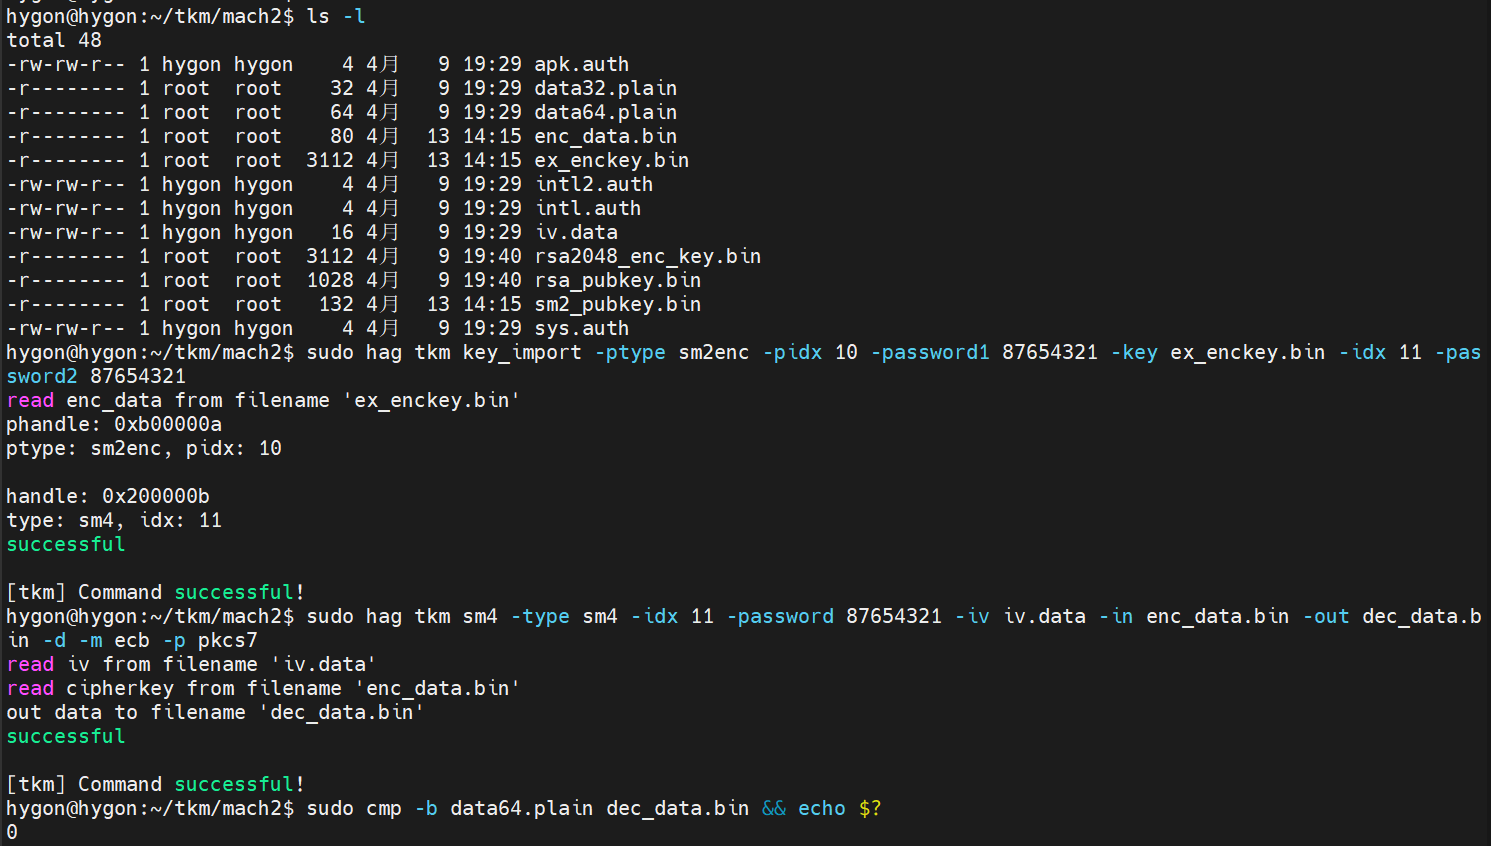 hygon@hygon:~/tkm/mach2$ ls -l
total 48
-rw-rw-r-- 1 hygon hygon    4 4月   9 19:29 apk.auth
-r-------- 1 root  root    32 4月   9 19:29 data32.plain
-r-------- 1 root  root    64 4月   9 19:29 data64.plain
-r-------- 1 root  root    80 4月  13 14:15 enc_data.bin
-r-------- 1 root  root  3112 4月  13 14:15 ex_enckey.bin
-rw-rw-r-- 1 hygon hygon    4 4月   9 19:29 intl2.auth
-rw-rw-r-- 1 hygon hygon    4 4月   9 19:29 intl.auth
-rw-rw-r-- 1 hygon hygon   16 4月   9 19:29 iv.data
-r-------- 1 root  root  3112 4月   9 19:40 rsa2048_enc_key.bin
-r-------- 1 root  root  1028 4月   9 19:40 rsa_pubkey.bin
-r-------- 1 root  root   132 4月  13 14:15 sm2_pubkey.bin
-rw-rw-r-- 1 hygon hygon    4 4月   9 19:29 sys.auth
hygon@hygon:~/tkm/mach2$ sudo hag tkm key_import -ptype sm2enc -pidx 10 -password1 87654321 -key ex_enckey.bin -idx 11 -pas
sword2 87654321
read enc_data from filename 'ex_enckey.bin'
phandle: 0xb00000a
ptype: sm2enc, pidx: 10
handle: 0x200000b
type: sm4, idx: 11
successful
[tkm] Command successful!
hygon@hygon:~/tkm/mach2$ sudo hag tkm sm4 -type sm4 -idx 11 -password 87654321 -iv iv.data -in enc_data.bin -out dec_data.b
in -d -m ecb -p pkcs7
read iv from filename 'iv.data'
read cipherkey from filename 'enc_data.bin'
out data to filename 'dec_data.bin'
successful
[tkm] Command successful!
hygon@hygon:~/tkm/mach2$ sudo cmp -b data64.plain dec_data.bin && echo $?
0